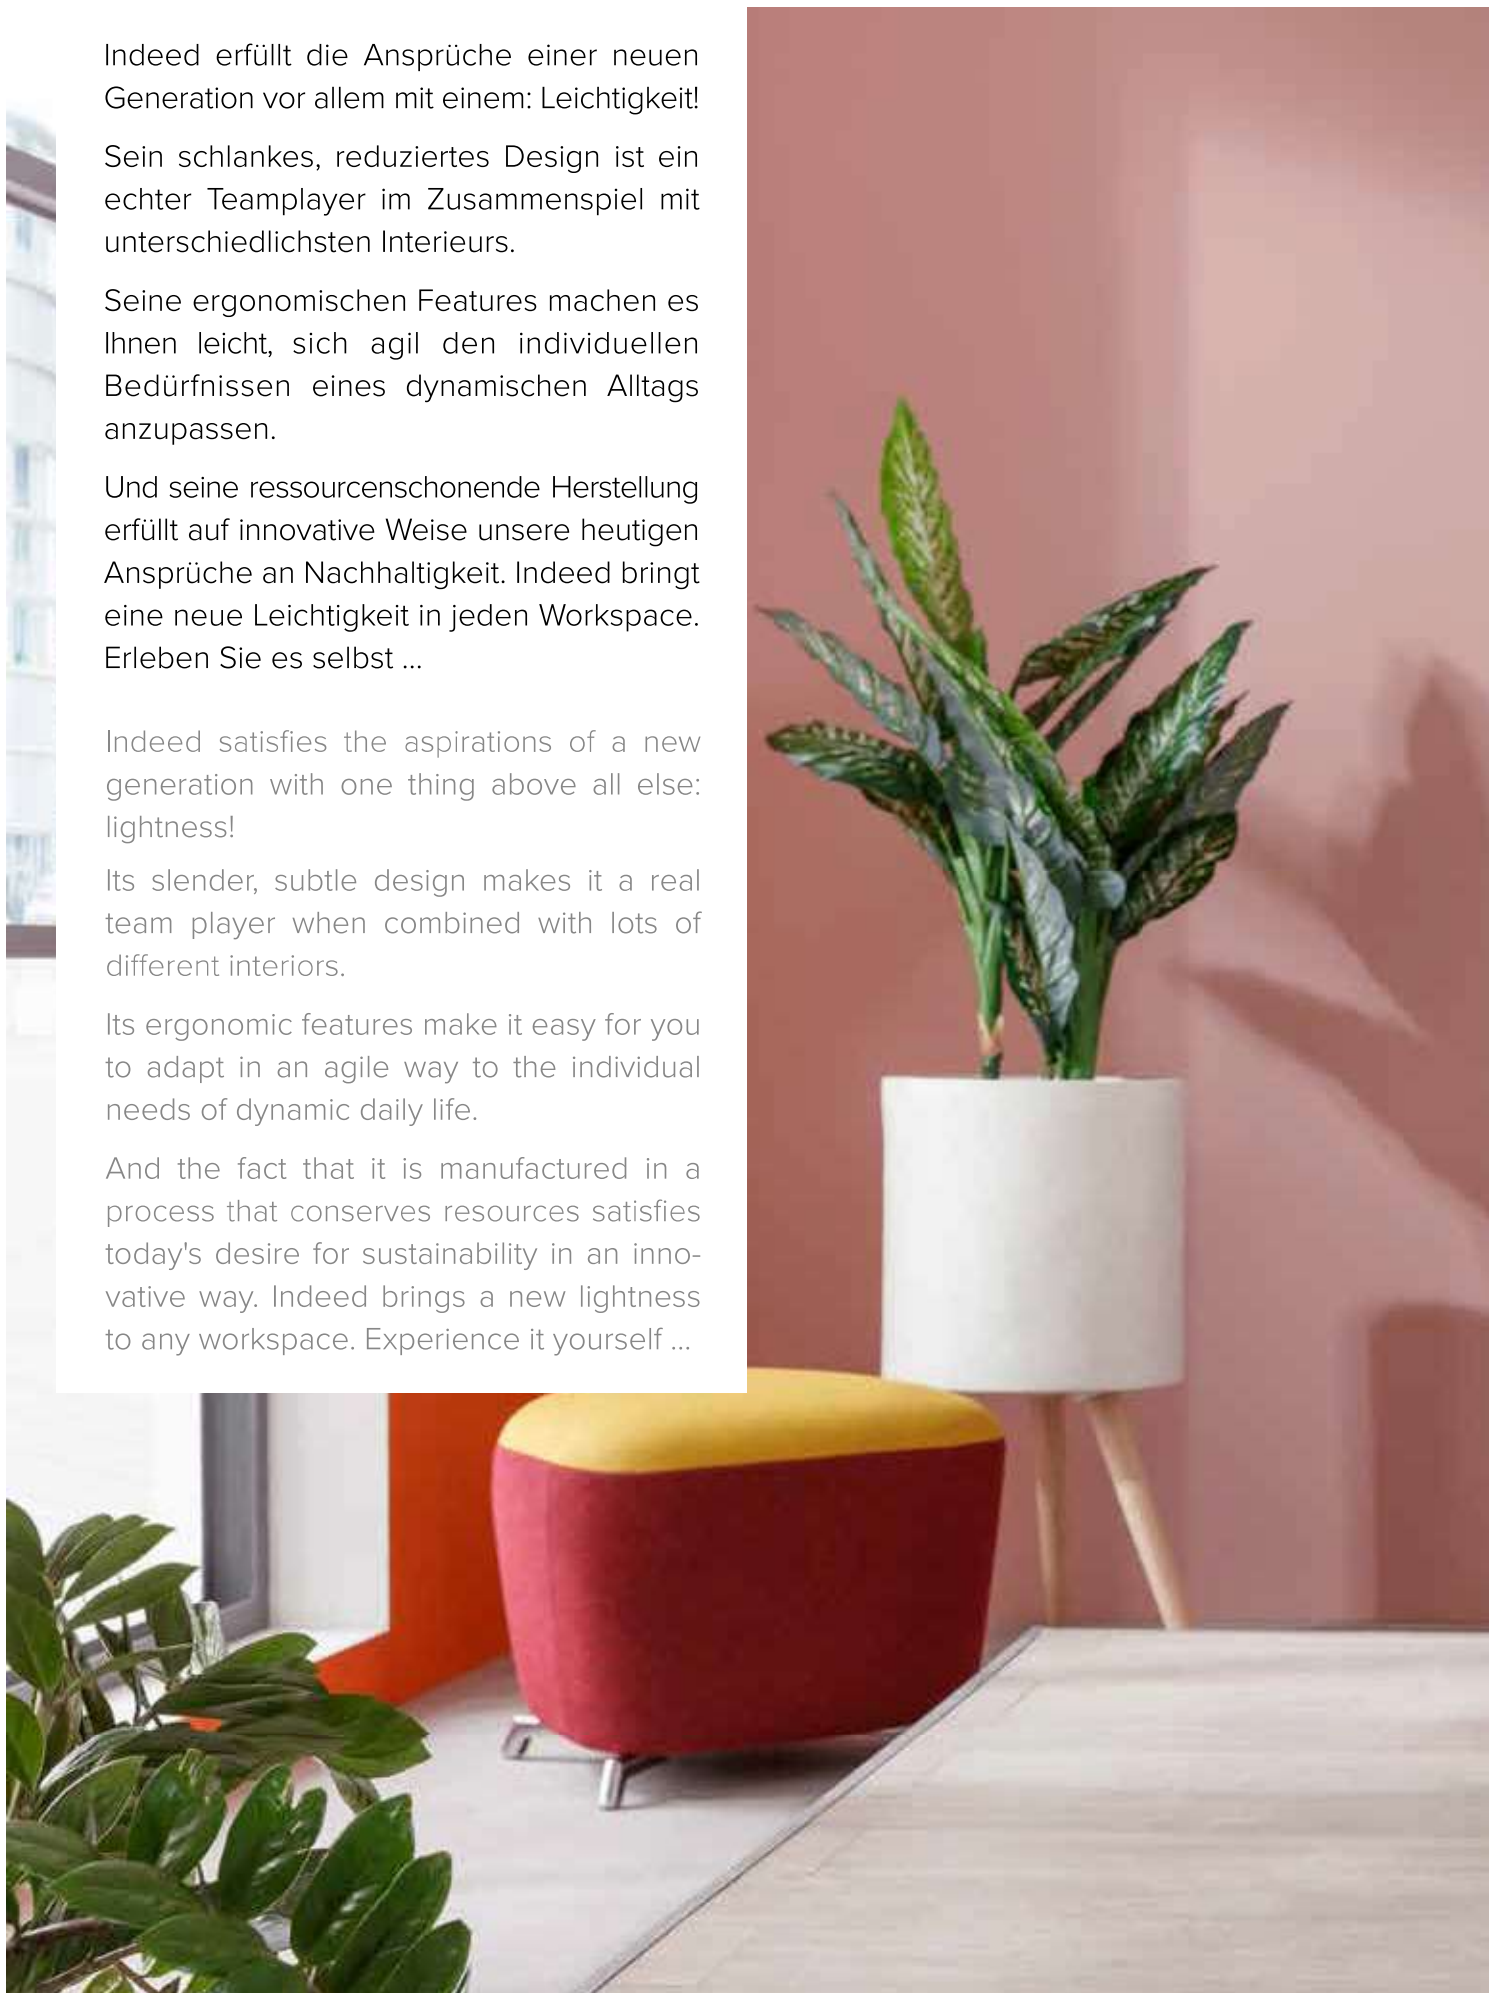 Indeed erfüllt die Ansprüche einer neuen
Generation vor allem mit einem: Leichtigkeit!
Sein schlankes, reduziertes Design ist ein
echter Teamplayer im Zusammenspiel mit
unterschiedlichsten Interieurs.
Seine ergonomischen Features machen es
Ihnen leicht, sich agil den individuellen
Bedürfnissen eines dynamischen Alltags
anzupassen.
Und seine ressourcenschonende Herstellung
erfüllt auf innovative Weise unsere heutigen
Ansprüche an Nachhaltigkeit. Indeed bringt
eine neue Leichtigkeit in jeden Workspace.
Erleben Sie es selbst ...
Indeed satisfies the aspirations of a new
generation with one thing above all else:
lightness!
Its slender, subtle design makes it a real
team player when combined with lots of
different interiors.
Its ergonomic features make it easy for you
to adapt in an agile way to the individual
needs of dynamic daily life.
And the fact that it is manufactured in a
process that conserves resources satisfies
today's desire for sustainability in an inno-
vative way. Indeed brings a new lightness
to any workspace. Experience it yourself ...